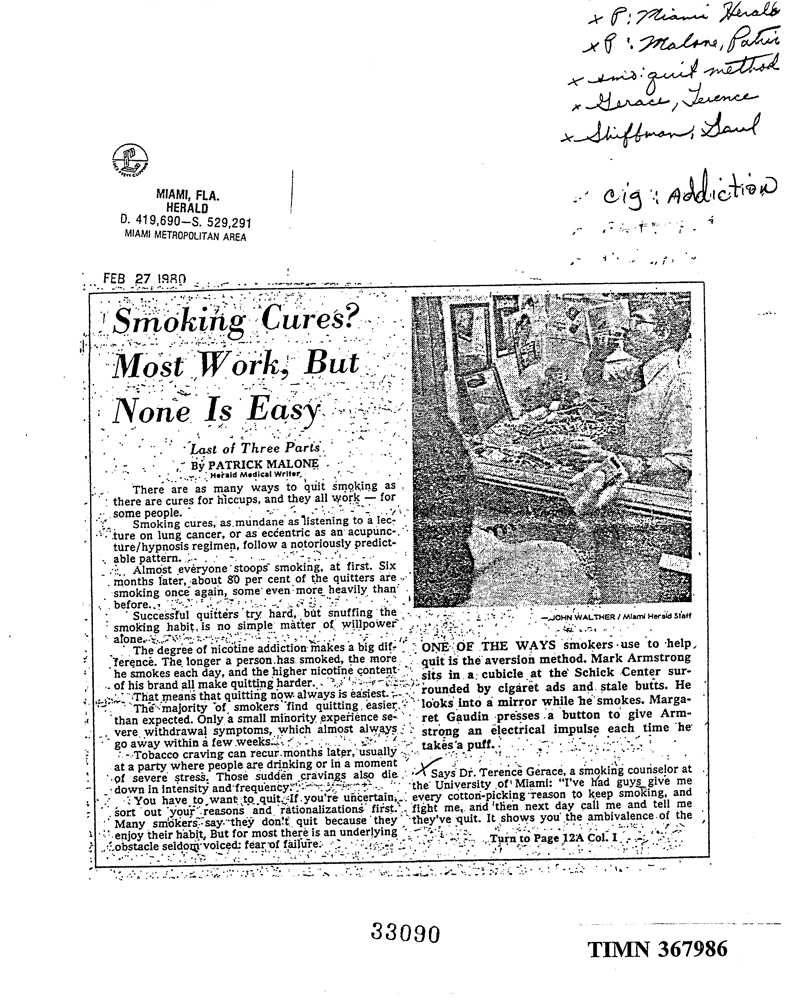 x P: Miami Herald
x P: Malone, Patri
x smo: quit method
x Gerace, Terence
x Shiffman, Saul
cig: Addiction
MIAMI, FLA.
HERALD
D. 419,690—S. 529,291
MIAMI METROPOLITAN AREA
FEB 27 1980
Smoking Cures?
Most Work, But
None Is Easy
Last of Three Parts
By PATRICK MALONE
Herald Medical Writer
There are as many ways to quit smoking as
there are cures for hiccups, and they all work — for
some people.
Smoking cures, as mundane as listening to a lec-
ture on lung cancer, or as eccentric as an acupunc-
ture/hypnosis regimen, follow a notoriously predict-
able pattern.
Almost everyone stoops smoking, at first. Six
months later, about 80 per cent of the quitters are
smoking once again, some even more heavily than
before.
Successful quitters try hard, but snuffing the
smoking habit is no simple matter of willpower
alone.
The degree of nicotine addiction makes a big dif-
ference. The longer a person has smoked, the more
he smokes each day, and the higher nicotine content
of his brand all make quitting harder.
That means that quitting now always is easiest.
The majority of smokers find quitting easier
than expected. Only a small minority experience se-
vere withdrawal symptoms, which almost always
go away within a few weeks.
Tobacco craving can recur months later, usually
at a party where people are drinking or in a moment
of severe stress. Those sudden cravings also die
down in intensity and frequency.
You have to want to quit. If you're uncertain,
sort out your reasons and rationalizations first.
Many smokers say they don't quit because they
enjoy their habit. But for most there is an underlying
obstacle seldom voiced: fear of failure.
—JOHN WALTHER / Miami Herald Staff
ONE OF THE WAYS smokers use to help
quit is the aversion method. Mark Armstrong
sits in a cubicle at the Schick Center sur-
rounded by cigaret ads and stale butts. He
looks into a mirror while he smokes. Marga-
ret Gaudin presses a button to give Arm-
strong an electrical impulse each time he
takes a puff.
Says Dr. Terence Gerace, a smoking counselor at
the University of Miami: "I've had guys give me
every cotton-picking reason to keep smoking, and
fight me, and then next day call me and tell me
they've quit. It shows you the ambivalence of the
Turn to Page 12A Col. 1
33090
TIMN 367986